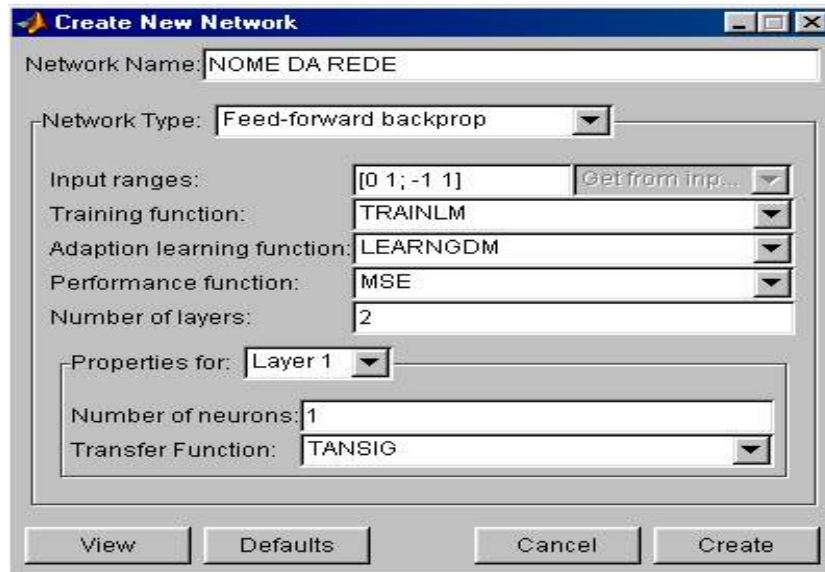 Create New Network
Network Name: NOME DA REDE
Network Type: Feed-forward backprop
Input ranges: [0 1; -1 1] Get from inp...
Training function: TRAINLM
Adaption learning function: LEARNGDM
Performance function: MSE
Number of layers: 2
Properties for: Layer 1
Number of neurons: 1
Transfer Function: TANSIG
View Defaults Cancel Create